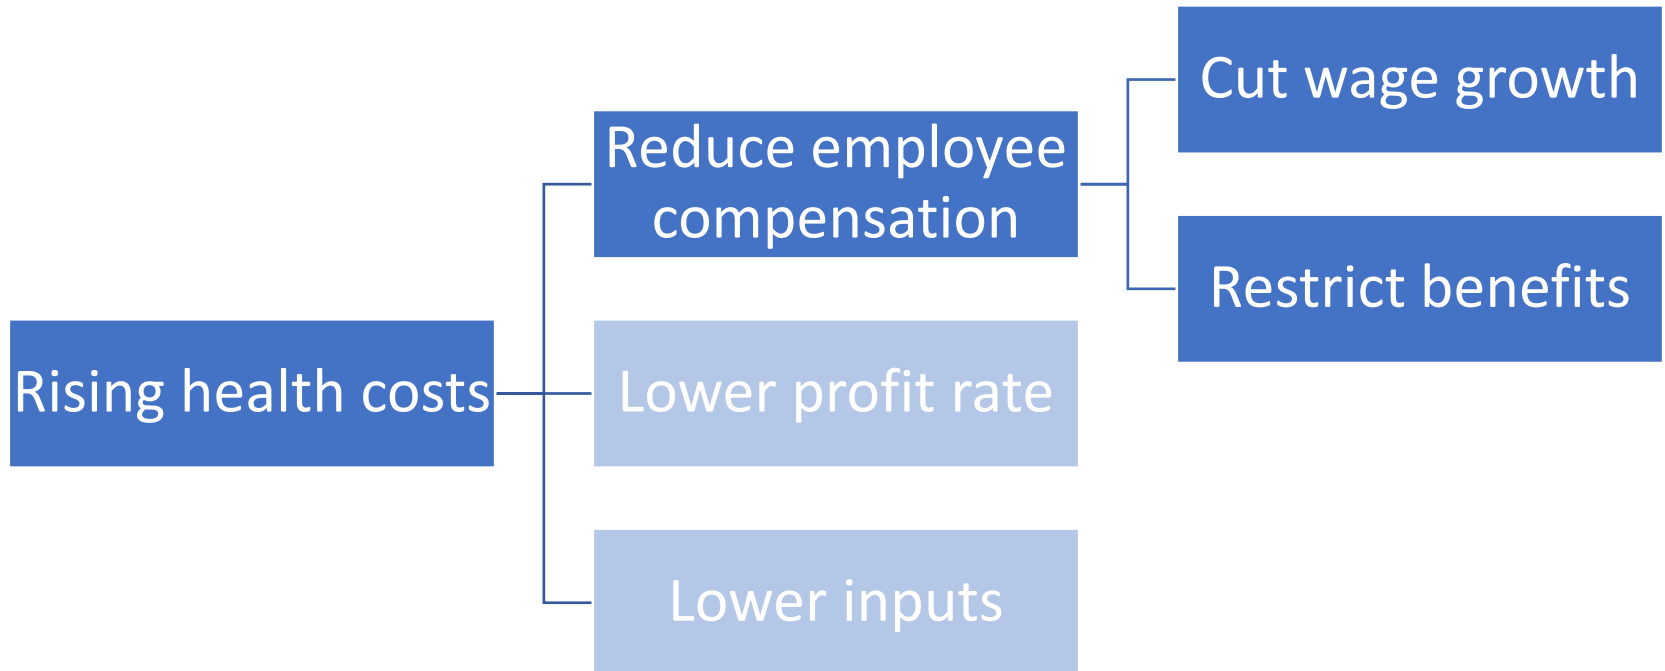 Rising health costs
Reduce employee
compensation
Cut wage growth
Restrict benefits
Lower profit rate
Lower inputs